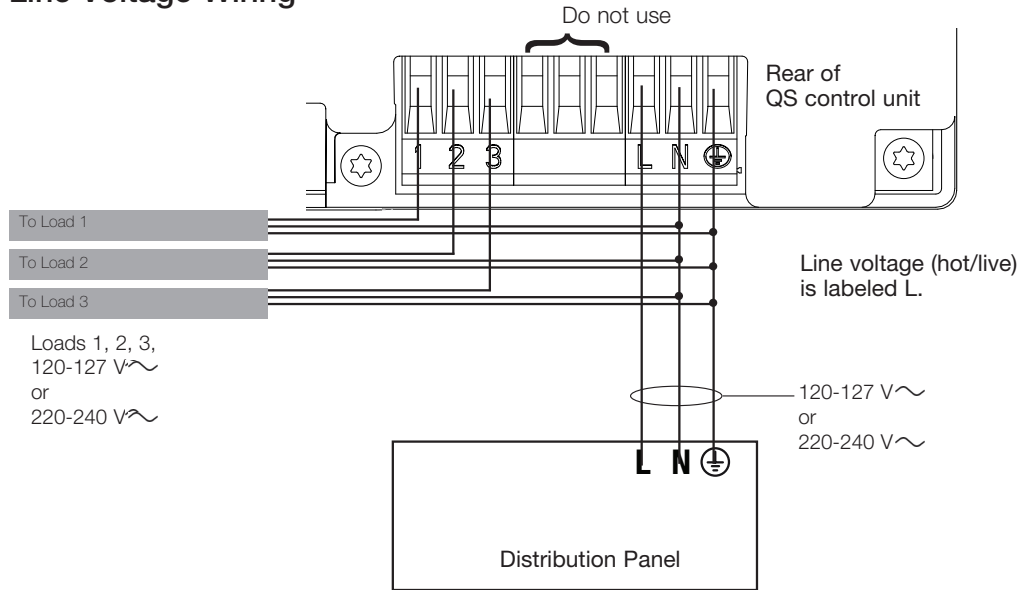 Line Voltage Wiring
Do not use
Rear of
QS control unit
1 2 3 L N
To Load 1
To Load 2
To Load 3
Line voltage (hot/live)
is labeled L.
Loads 1, 2, 3,
120-127 V
or
220-240 V
120-127 V
or
220-240 V
L N
Distribution Panel